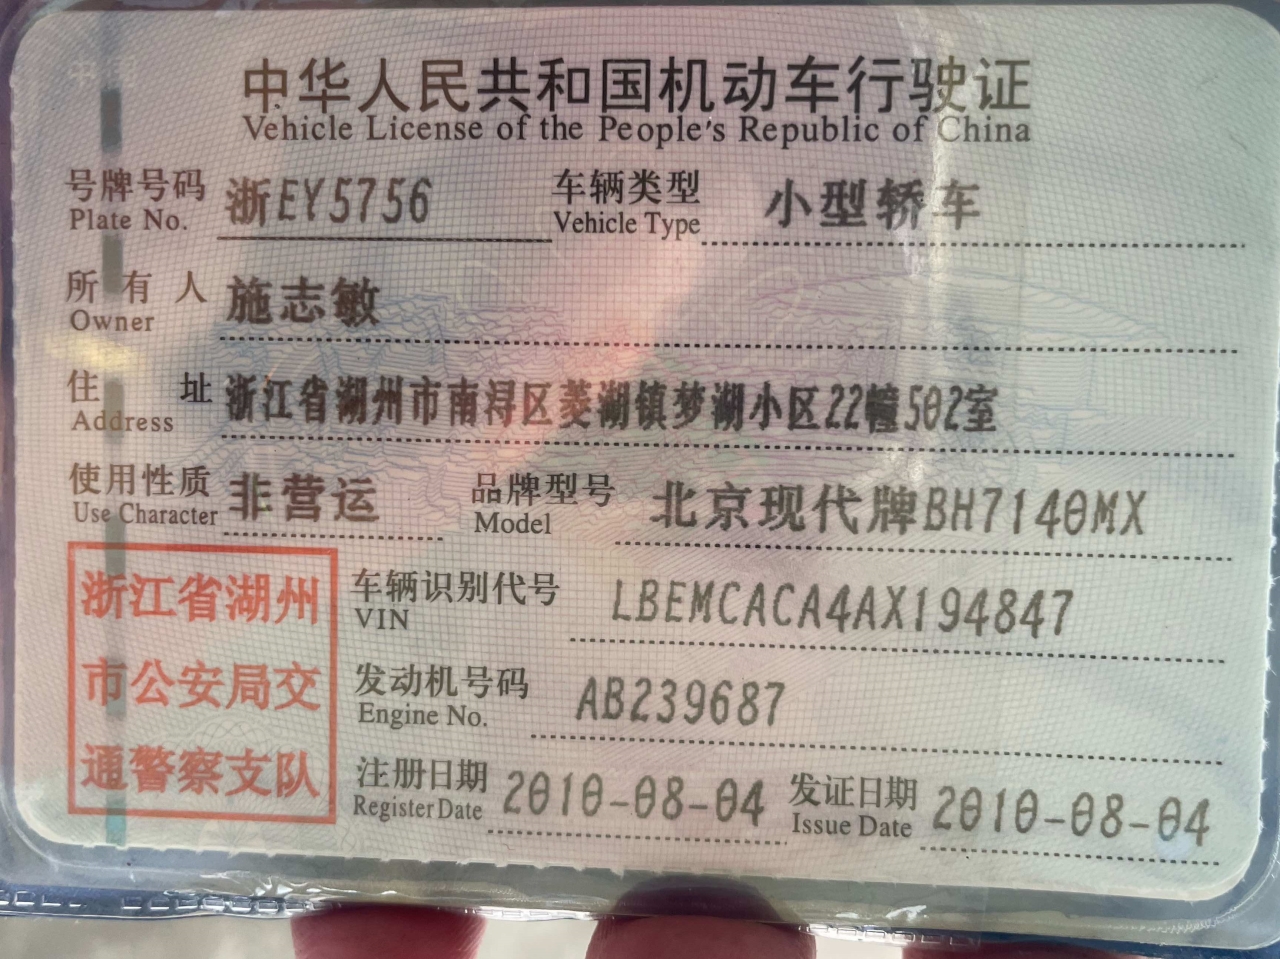 中华人民共和国机动车行驶证
Vehicle License of the People's Republic of China
号牌号码 浙EY5756 车辆类型 小型轿车
Plate No. Vehicle Type
所有人 施志敏
Owner
住址 浙江省湖州市南浔区菱湖镇梦湖小区22幢502室
Address
使用性质 非营运 品牌型号 北京现代牌BH7140MX
Use Character Model
浙江省湖州
市公安局交
通警察支队
车辆识别代号 LBEMCACA4AX194847
VIN
发动机号码 AB239687
Engine No.
注册日期 2010-08-04 发证日期 2010-08-04
Register Date Issue Date